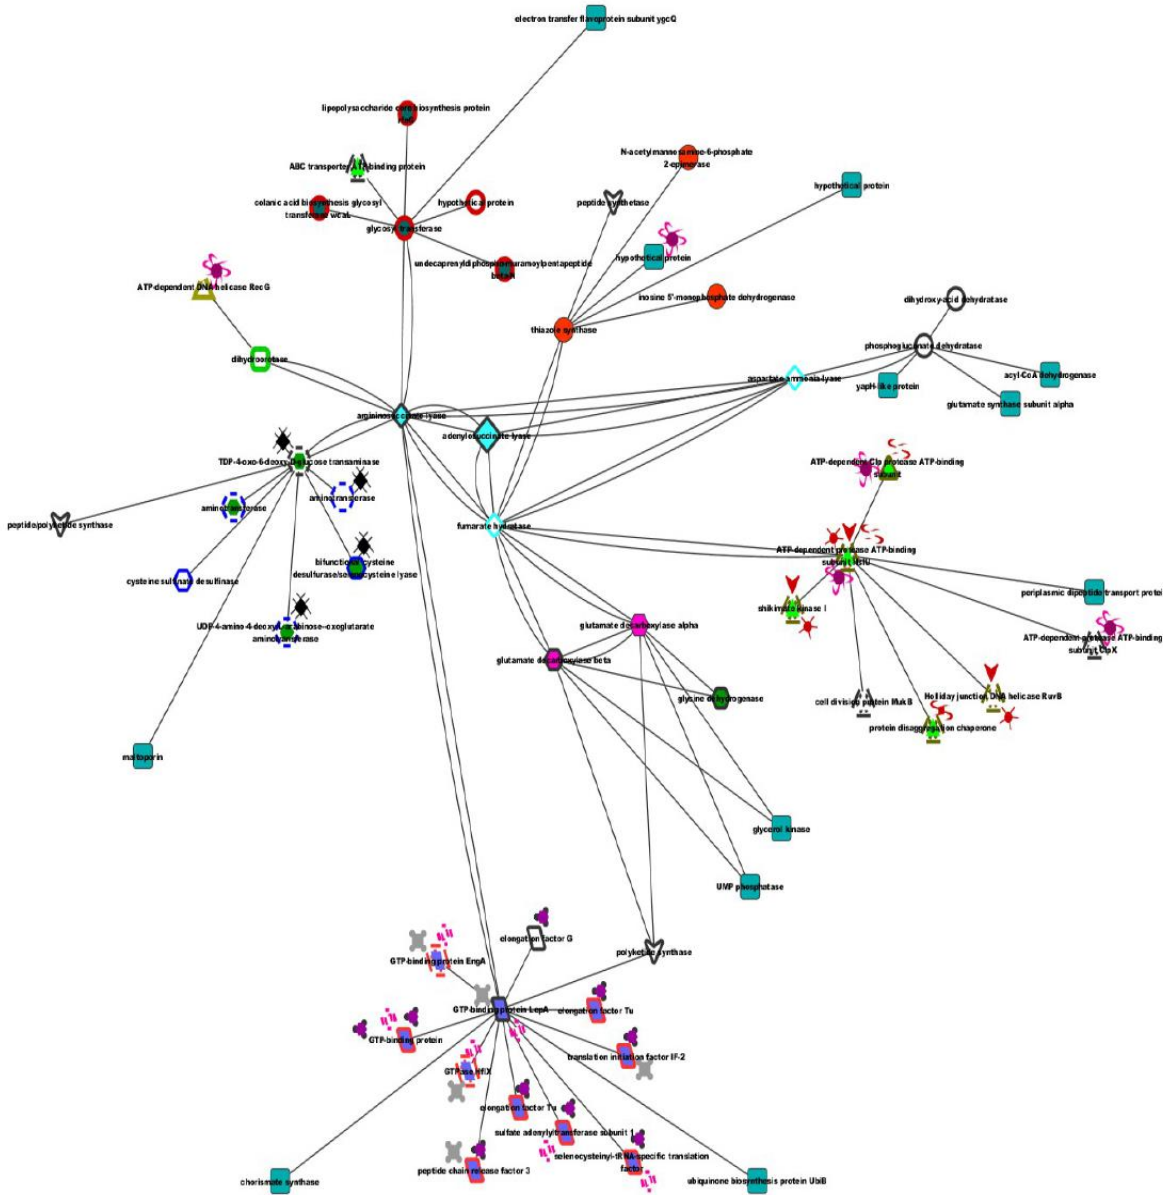 electron transfer flavoprotein subunit ygcQ
lipopolysaccharide core biosynthesis protein
N-acetylmannosamine-6-phosphate
2-epimerase
ABC transporter ATP-binding protein
hypothetical protein
colanic acid biosynthesis glycosyl
transferase wcaL
hypothetical protein
peptide synthetase
glycosyl transferase
undecaprenyldiphospho-muramoylpentapeptide
beta-N
hypothetical protein
ATP-dependent DNA helicase RecG
inosine 5'-monophosphate dehydrogenase
dihydroxy-acid dehydratase
thiazole synthase
phosphogluconate dehydratase
dihydroorotase
aspartate ammonia-lyase
acyl-CoA dehydrogenase
yapH-like protein
glutamate synthase subunit alpha
argininosuccinate lyase
adenylosuccinate lyase
TDP-4-oxo-6-deoxy-D-glucose transaminase
ATP-dependent Clp protease ATP-binding
subunit
aminotransferase
aminotransferase
peptide/polyketide synthase
fumarate hydratase
ATP-dependent protease ATP-binding
subunit HslU
bifunctional cysteine
desulfurase/selenocysteine lyase
cysteine sulfinate desulfinase
periplasmic dipeptide transport protein
shikimate kinase I
UDP-4-amino-4-deoxy-L-arabinose--oxoglutarate
aminotransferase
glutamate decarboxylase alpha
ATP-dependent protease ATP-binding
subunit ClpX
glutamate decarboxylase beta
glycine dehydrogenase
Holliday junction DNA helicase RuvB
cell division protein MukB
protein disaggregation chaperone
maltoporin
glycerol kinase
UMP phosphatase
elongation factor G
polyketide synthase
GTP-binding protein EngA
GTP-binding protein LepA
elongation factor Tu
GTP-binding protein
translation initiation factor IF-2
GTPase HflX
elongation factor Tu
sulfate adenylyltransferase subunit 1
selenocysteinyl-tRNA-specific translation
factor
peptide chain release factor 3
chorismate synthase
ubiquinone biosynthesis protein UbiB